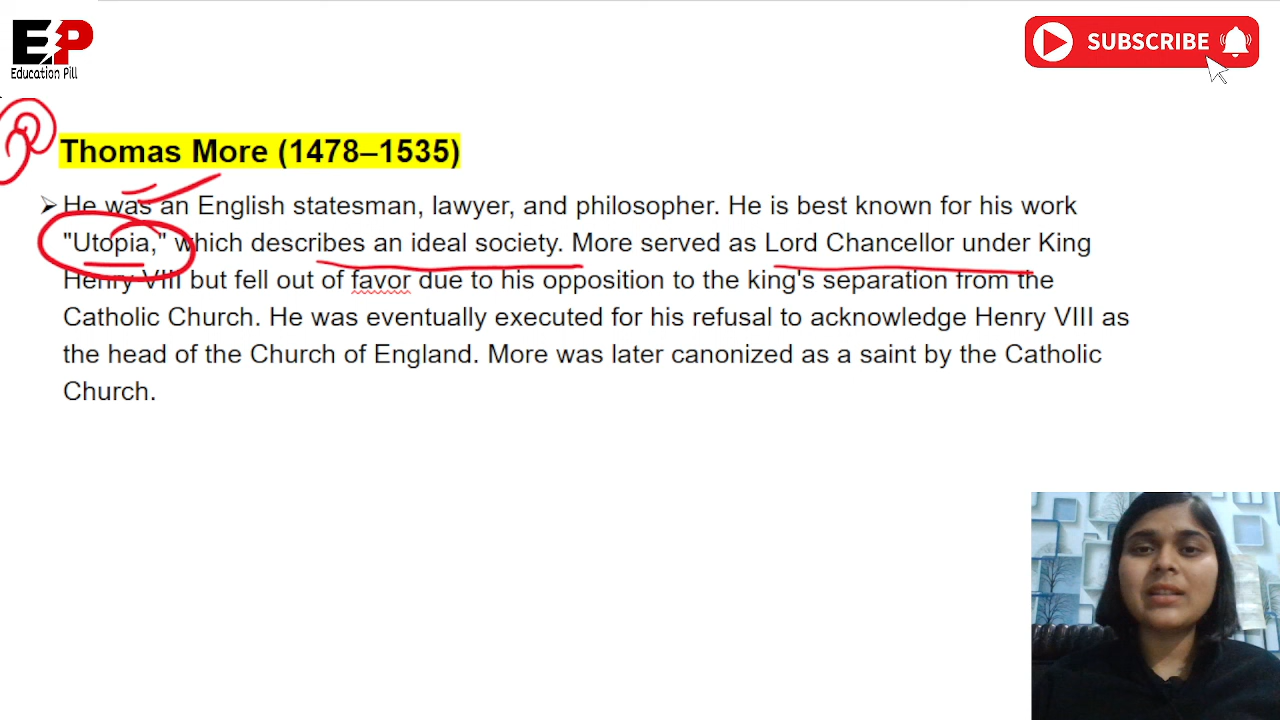 EP
SUBSCRIBE
Education Pill
Thomas More (1478–1535)
He was an English statesman, lawyer, and philosopher. He is best known for his work
"Utopia," which describes an ideal society. More served as Lord Chancellor under King
Henry VIII but fell out of favor due to his opposition to the king's separation from the
Catholic Church. He was eventually executed for his refusal to acknowledge Henry VIII as
the head of the Church of England. More was later canonized as a saint by the Catholic
Church.